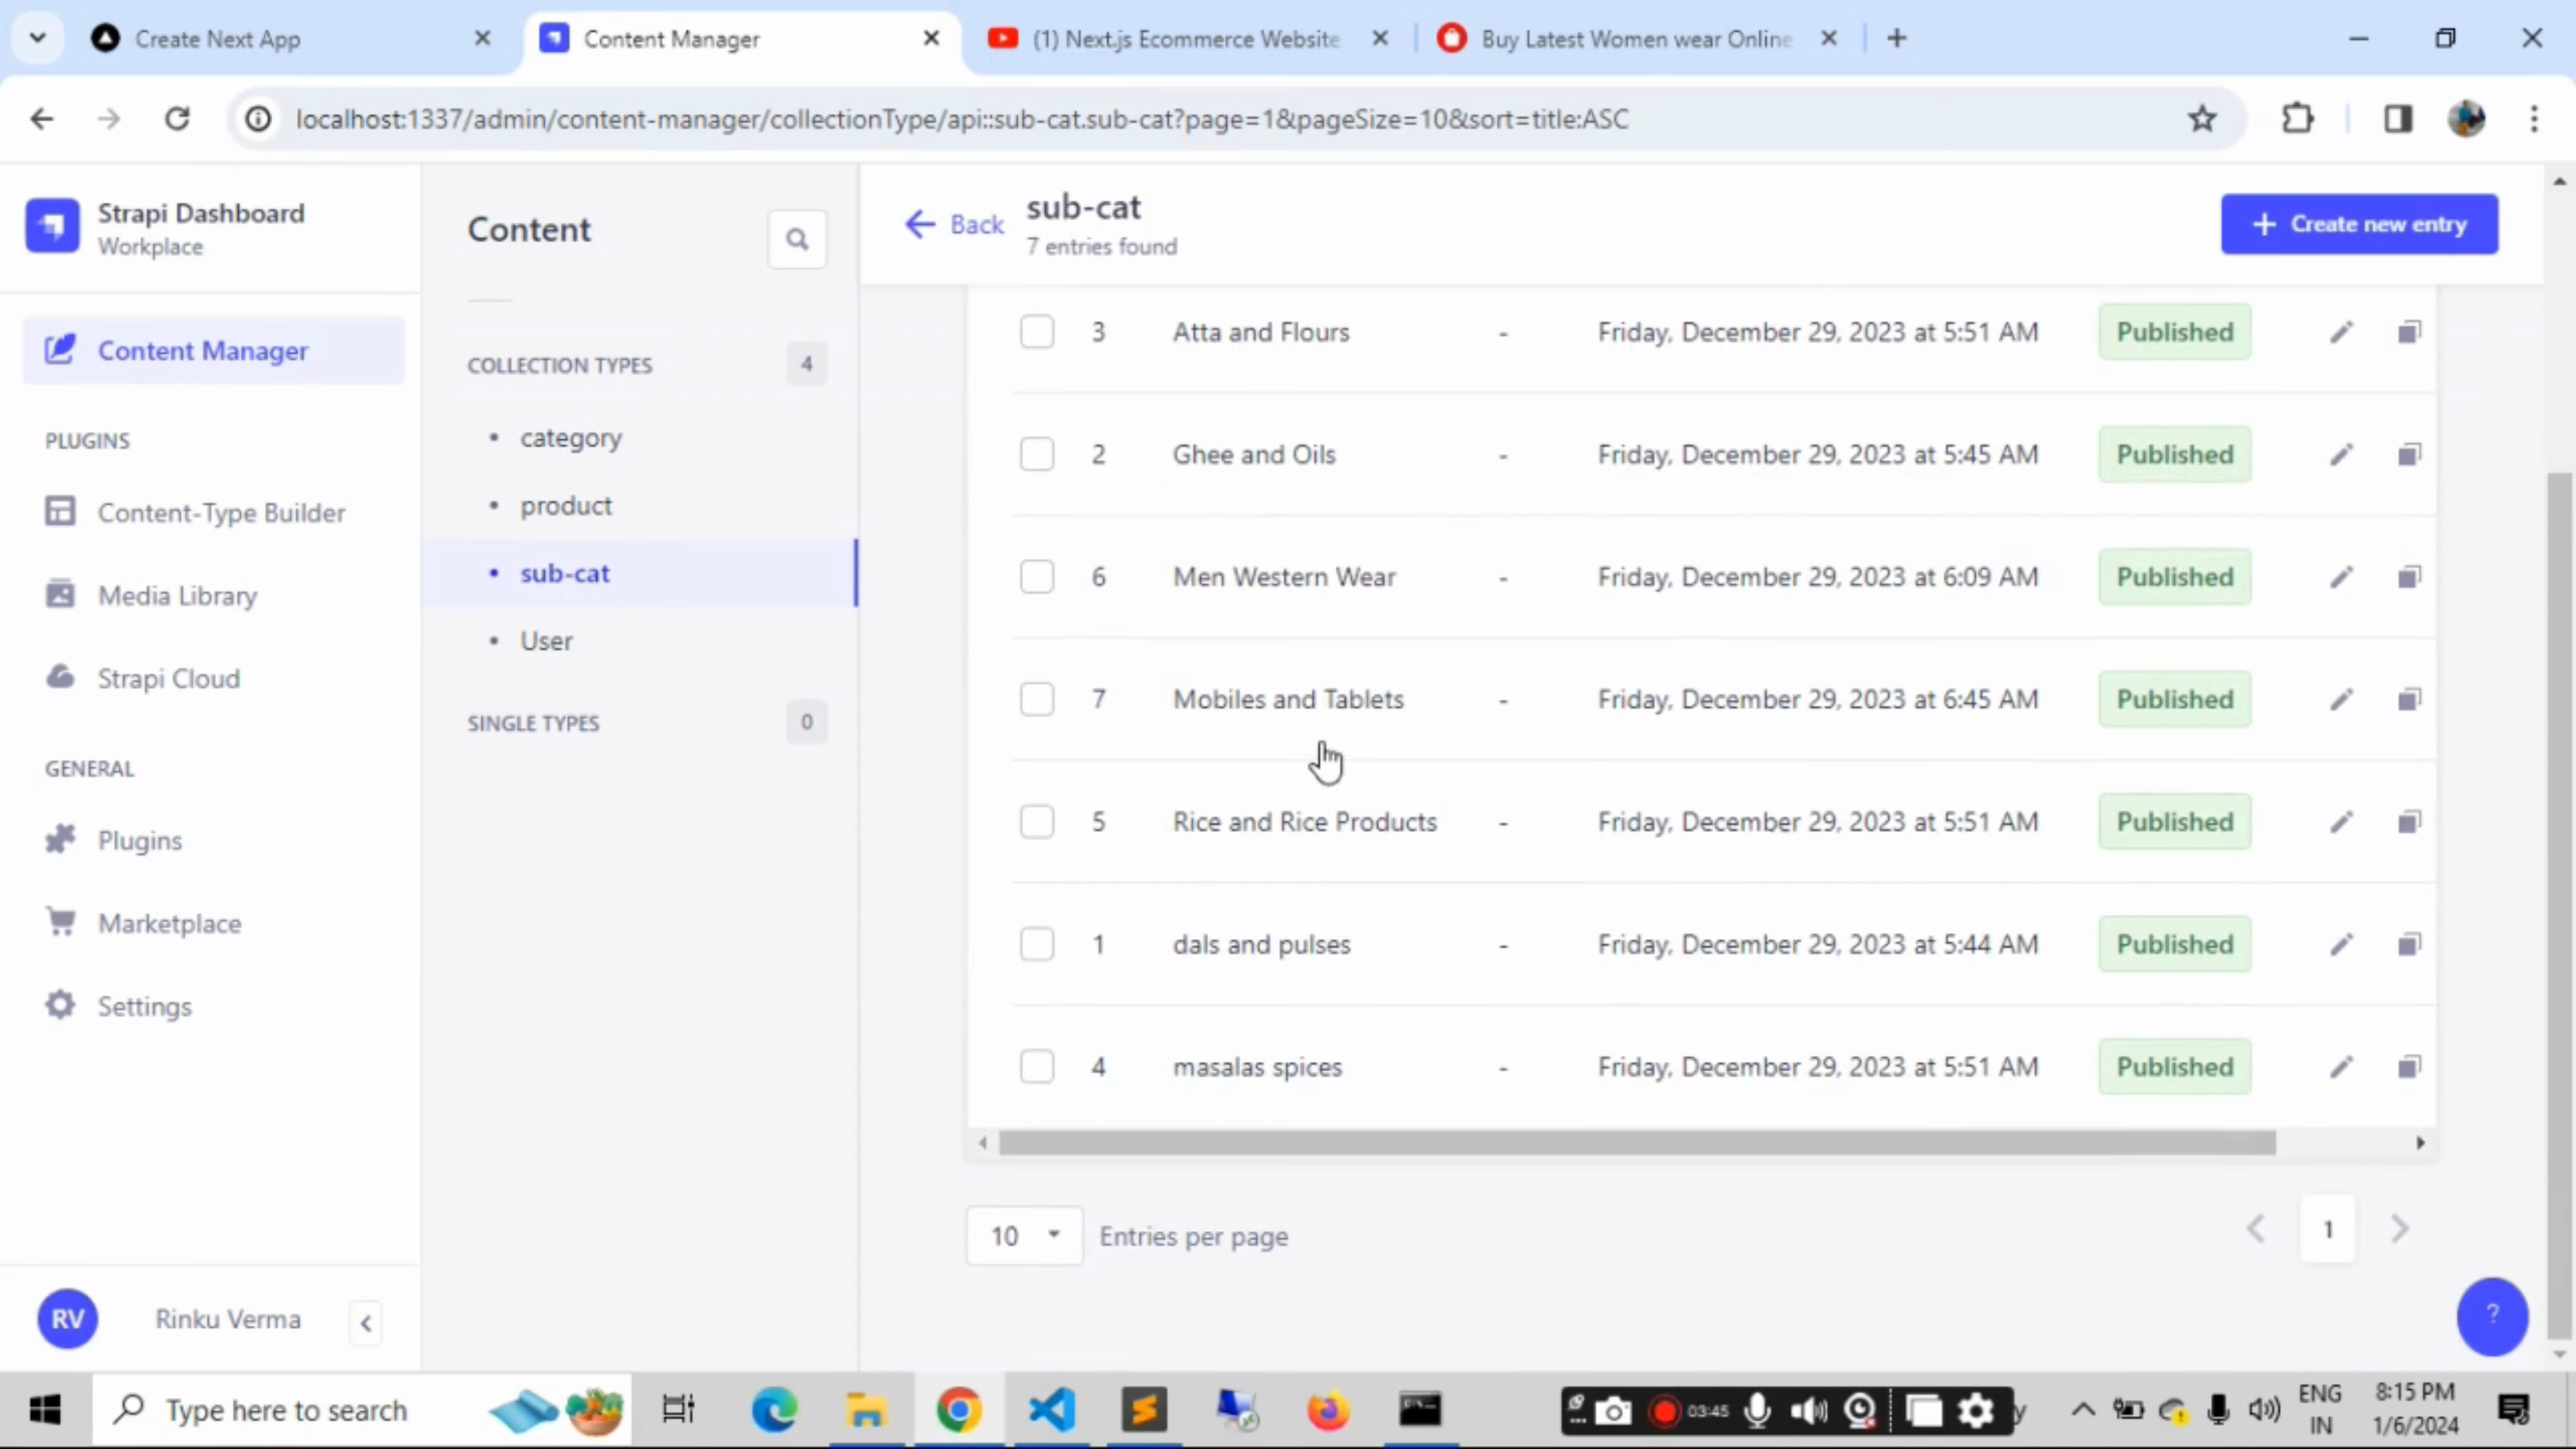 Create Next App
Content Manager
(1) Next.js Ecommerce Website
Buy Latest Women wear Online
localhost:1337/admin/content-manager/collectionType/api::sub-cat.sub-cat?page=1&pageSize=10&sort=title:ASC
Strapi Dashboard
Workplace
Content Manager
PLUGINS
Content-Type Builder
Media Library
Strapi Cloud
GENERAL
Plugins
Marketplace
Settings
RV Rinku Verma
Content
COLLECTION TYPES 4
category
product
sub-cat
User
SINGLE TYPES 0
Back
sub-cat
7 entries found
+ Create new entry
3 Atta and Flours - Friday, December 29, 2023 at 5:51 AM Published
2 Ghee and Oils - Friday, December 29, 2023 at 5:45 AM Published
6 Men Western Wear - Friday, December 29, 2023 at 6:09 AM Published
7 Mobiles and Tablets - Friday, December 29, 2023 at 6:45 AM Published
5 Rice and Rice Products - Friday, December 29, 2023 at 5:51 AM Published
1 dals and pulses - Friday, December 29, 2023 at 5:44 AM Published
4 masalas spices - Friday, December 29, 2023 at 5:51 AM Published
10 Entries per page
1
?
Type here to search
03:45
y
ENG
IN
8:15 PM
1/6/2024